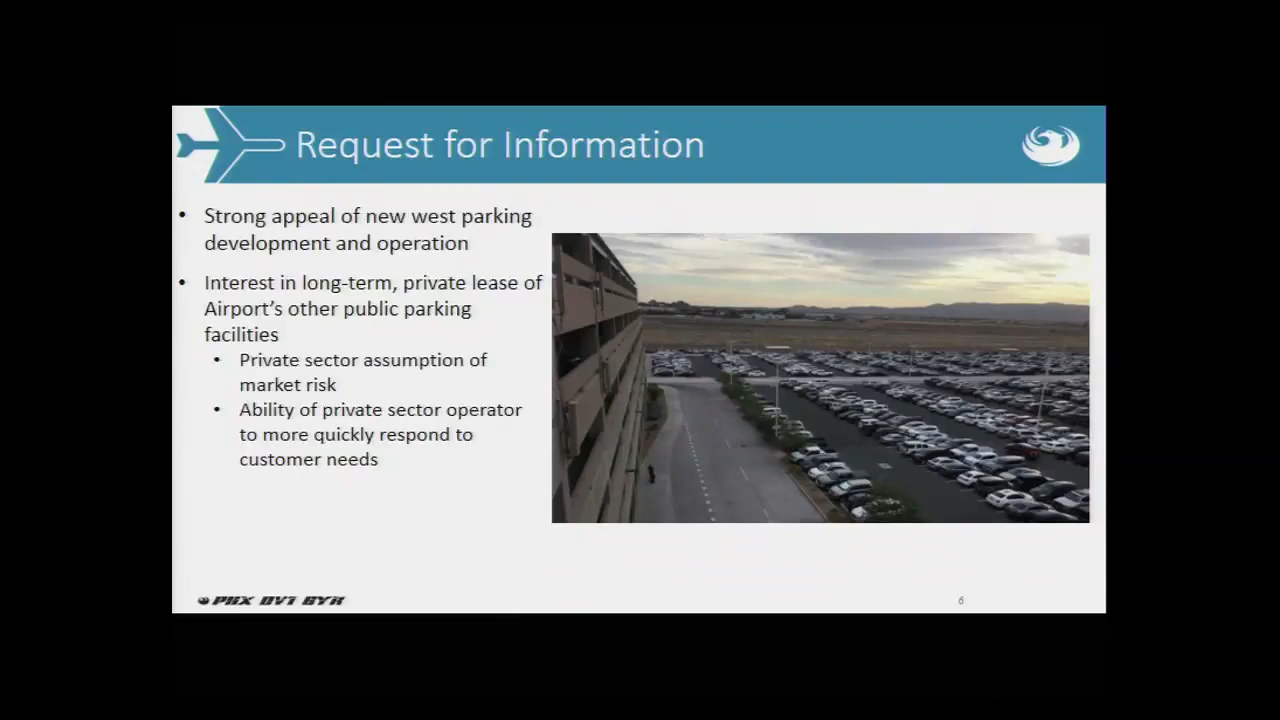 Request for Information
• Strong appeal of new west parking
development and operation
• Interest in long-term, private lease of
Airport's other public parking
facilities
• Private sector assumption of
market risk
• Ability of private sector operator
to more quickly respond to
customer needs
PHX DVT GYR
6